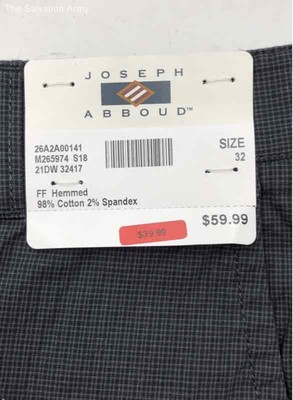 The Salvation Army
JOSEPH
ABBOUD™
26A2A00141
M265974 S18
21DW 32417
SIZE
32
FF Hemmed
98% Cotton 2% Spandex
$59.99
$39.99